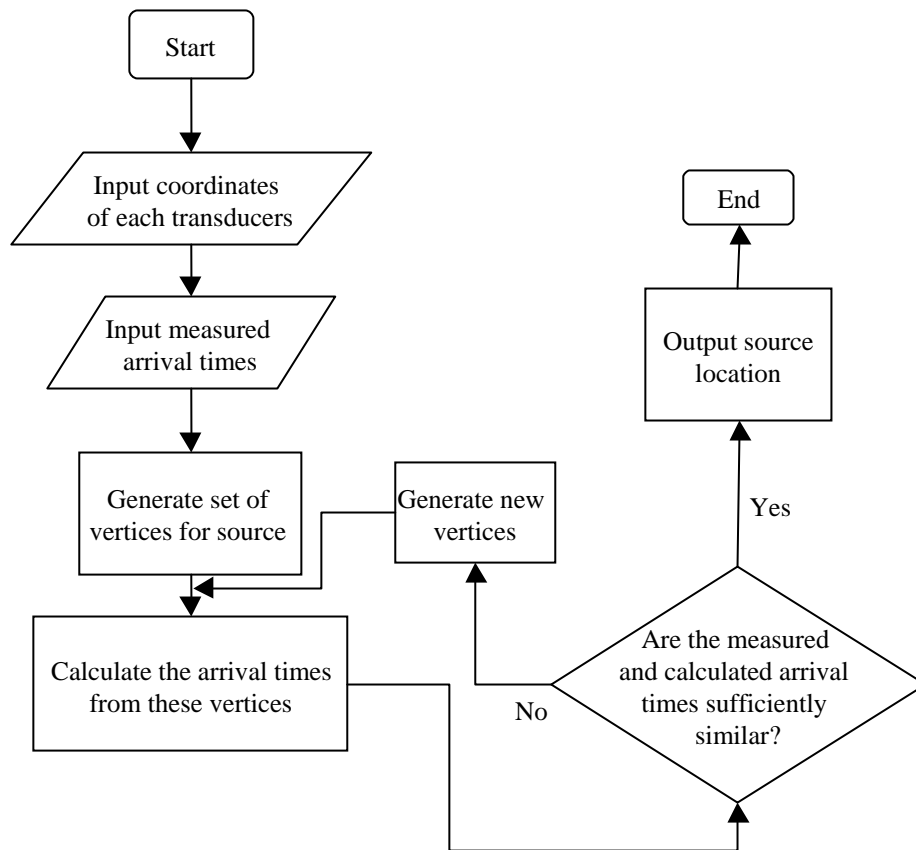 Start
Input coordinates
of each transducers
Input measured
arrival times
Generate set of
vertices for source
Calculate the arrival times
from these vertices
Generate new
vertices
Are the measured
and calculated arrival
times sufficiently
similar?
No
Yes
Output source
location
End